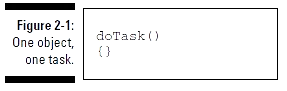 Figure 2-1:
One object,
one task.
doTask()
{}